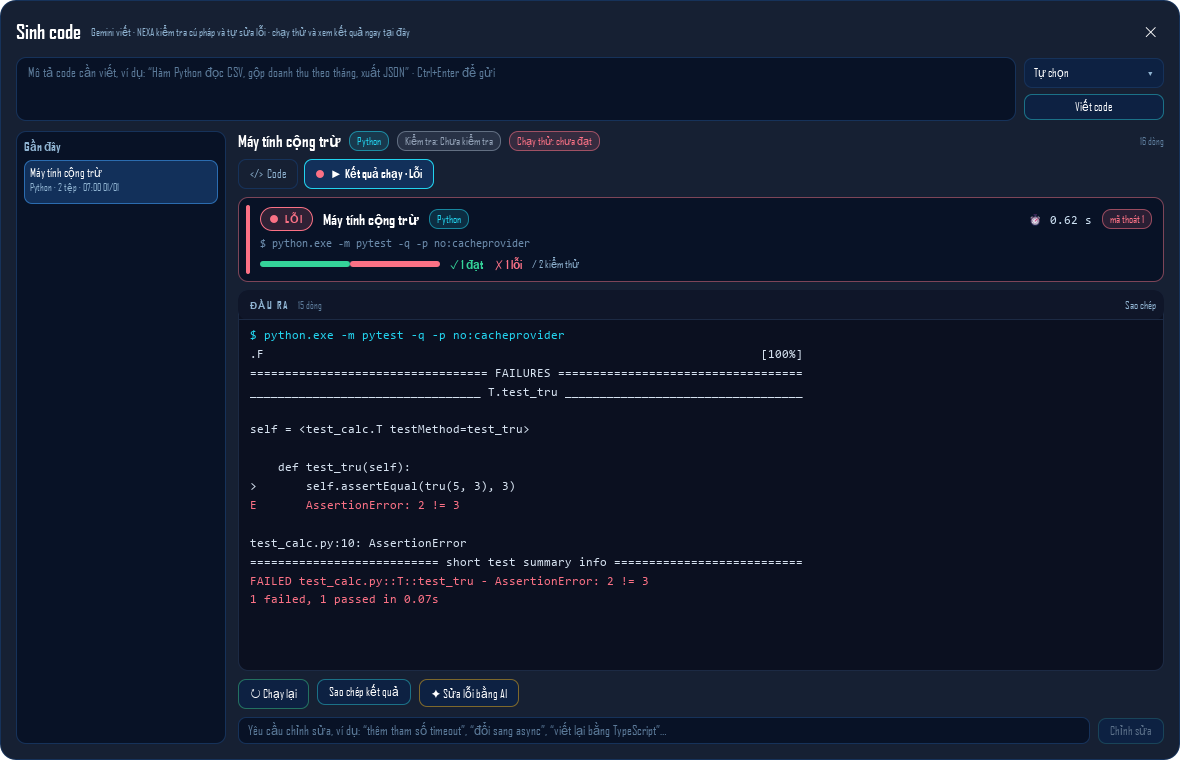 Sinh code
Gemini viết · NEXA kiểm tra cú pháp và tự sửa lỗi · chạy thử và xem kết quả ngay tại đây
Mô tả code cần viết, ví dụ: "Hàm Python đọc CSV, gộp doanh thu theo tháng, xuất JSON" · Ctrl+Enter để gửi
Tự chọn
Viết code
Gần đây
Máy tính cộng trừ
Python · 2 tệp · 07:00 01/01
Máy tính cộng trừ
Python
Kiểm tra: Chưa kiểm tra
Chạy thử: chưa đạt
16 dòng
</> Code
▶ Kết quả chạy · Lỗi
LỖI
Máy tính cộng trừ
Python
0.62 s
mã thoát 1
$ python.exe -m pytest -q -p no:cacheprovider
✓ 1 đạt
✗ 1 lỗi
/ 2 kiểm thử
ĐẦU RA
15 dòng
Sao chép
$ python.exe -m pytest -q -p no:cacheprovider
.F [100%]
================================== FAILURES ===================================
_________________________________ T.test_tru __________________________________
self = <test_calc.T testMethod=test_tru>
def test_tru(self):
> self.assertEqual(tru(5, 3), 3)
E AssertionError: 2 != 3
test_calc.py:10: AssertionError
=========================== short test summary info ===========================
FAILED test_calc.py::T::test_tru - AssertionError: 2 != 3
1 failed, 1 passed in 0.07s
↻ Chạy lại
Sao chép kết quả
✦ Sửa lỗi bằng AI
Yêu cầu chỉnh sửa, ví dụ: "thêm tham số timeout", "đổi sang async", "viết lại bằng TypeScript"…
Chỉnh sửa